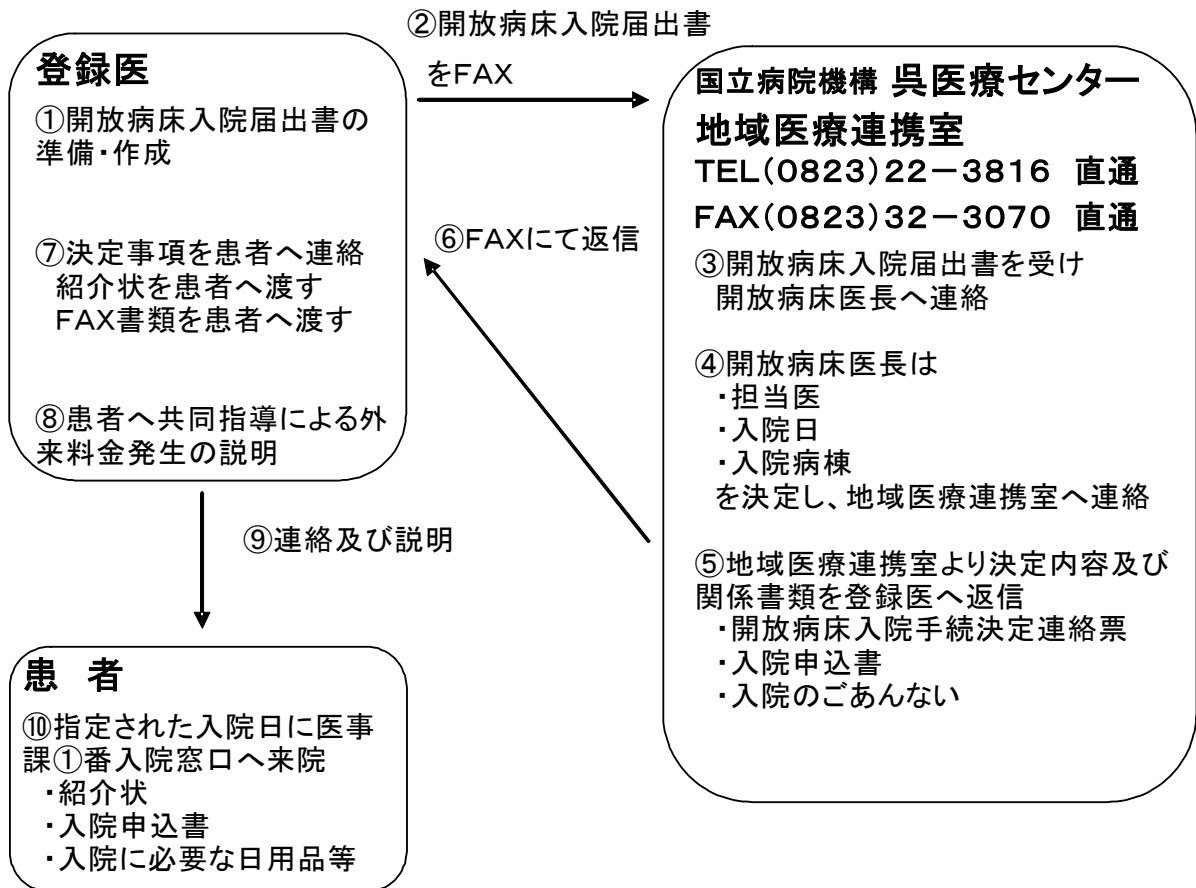 ②開放病床入院届出書
をFAX
登録医
①開放病床入院届出書の
準備・作成
⑦決定事項を患者へ連絡
紹介状を患者へ渡す
FAX書類を患者へ渡す
⑧患者へ共同指導による外
来料金発生の説明
国立病院機構 呉医療センター
地域医療連携室
TEL(0823)22-3816 直通
FAX(0823)32-3070 直通
③開放病床入院届出書を受け
開放病床医長へ連絡
④開放病床医長は
・担当医
・入院日
・入院病棟
を決定し、地域医療連携室へ連絡
⑤地域医療連携室より決定内容及び
関係書類を登録医へ返信
・開放病床入院手続決定連絡票
・入院申込書
・入院のごあんない
⑥FAXにて返信
⑨連絡及び説明
患 者
⑩指定された入院日に医事
課①番入院窓口へ来院
・紹介状
・入院申込書
・入院に必要な日用品等